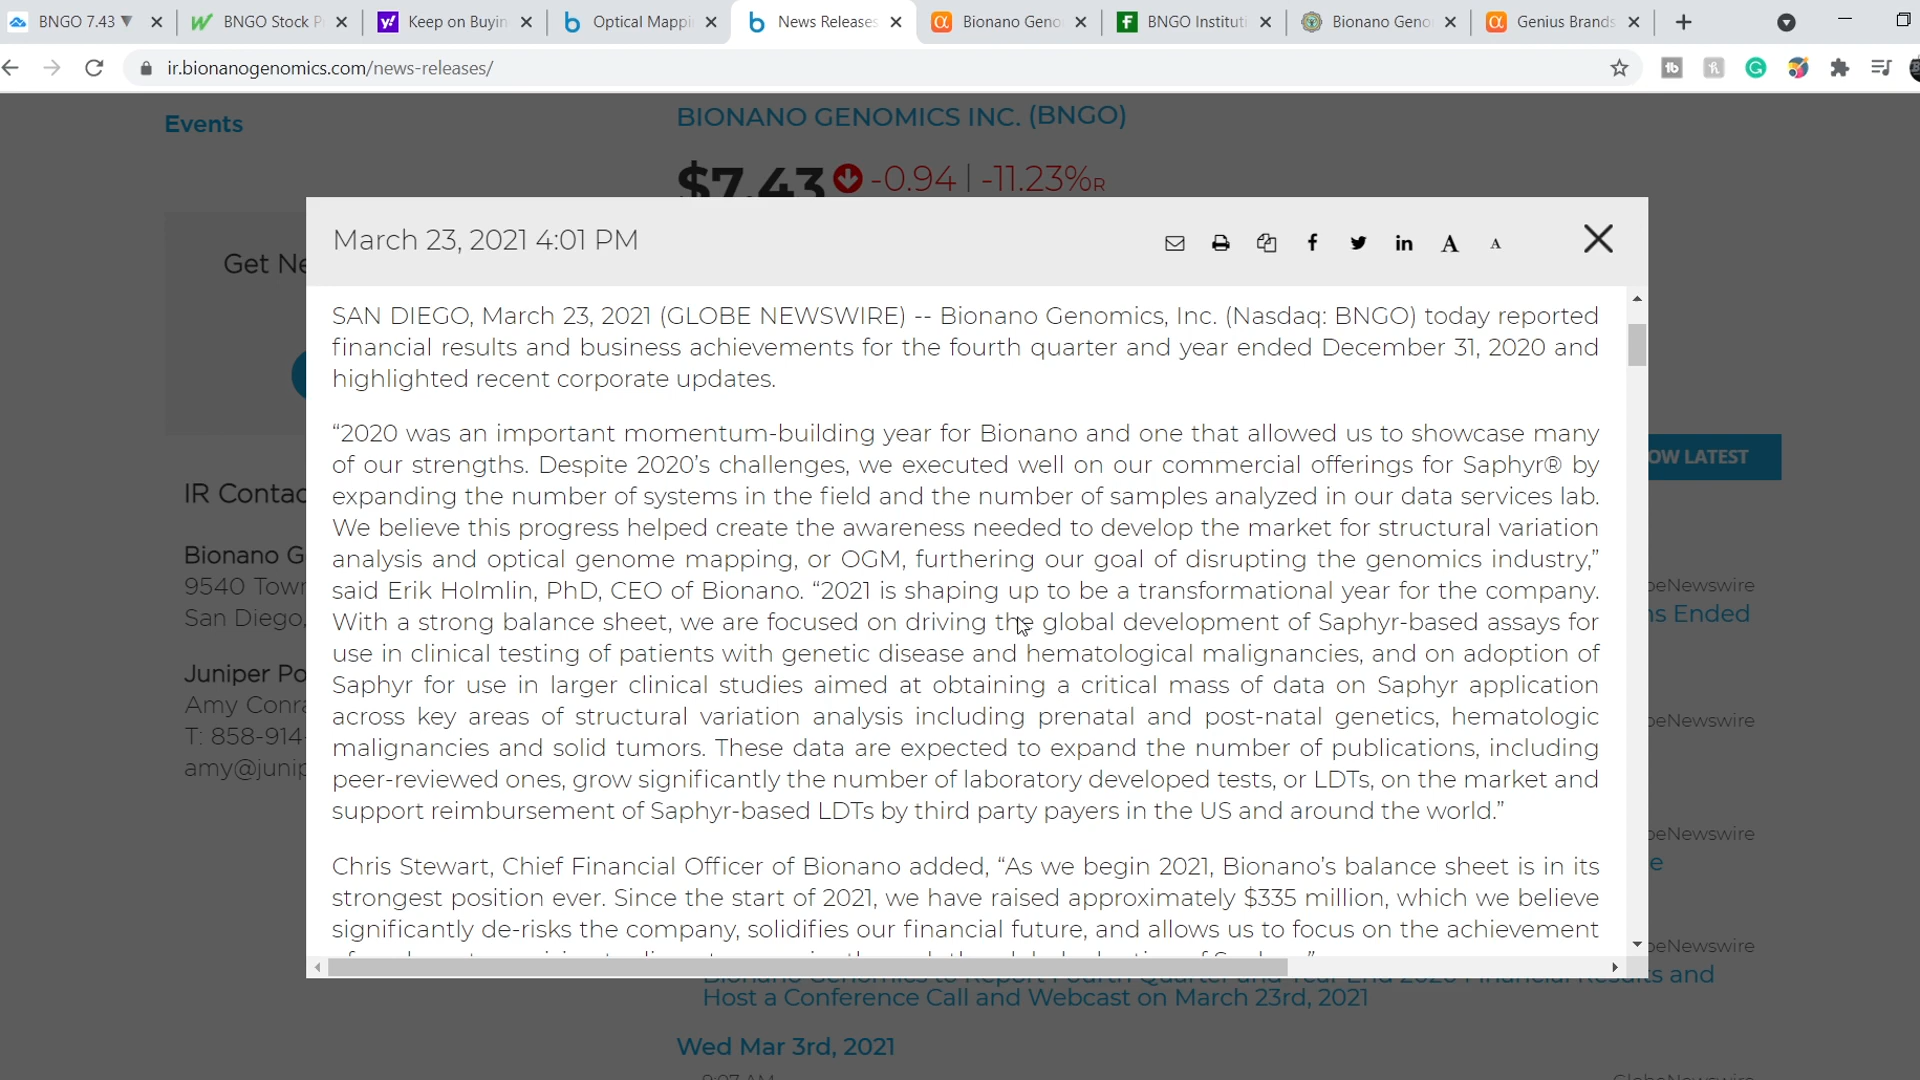 BNGO 7.43 ▼
BNGO Stock P
Keep on Buyin
Optical Mappi
News Releases
Bionano Geno
BNGO Instituti
Bionano Geno
Genius Brands
ir.bionanogenomics.com/news-releases/
Events
BIONANO GENOMICS INC. (BNGO)
$7.43 -0.94 | -11.23%R
Get Ne
March 23, 2021 4:01 PM
SAN DIEGO, March 23, 2021 (GLOBE NEWSWIRE) -- Bionano Genomics, Inc. (Nasdaq: BNGO) today reported
financial results and business achievements for the fourth quarter and year ended December 31, 2020 and
highlighted recent corporate updates.
“2020 was an important momentum-building year for Bionano and one that allowed us to showcase many
of our strengths. Despite 2020’s challenges, we executed well on our commercial offerings for Saphyr® by
expanding the number of systems in the field and the number of samples analyzed in our data services lab.
We believe this progress helped create the awareness needed to develop the market for structural variation
analysis and optical genome mapping, or OGM, furthering our goal of disrupting the genomics industry,”
said Erik Holmlin, PhD, CEO of Bionano. “2021 is shaping up to be a transformational year for the company.
With a strong balance sheet, we are focused on driving the global development of Saphyr-based assays for
use in clinical testing of patients with genetic disease and hematological malignancies, and on adoption of
Saphyr for use in larger clinical studies aimed at obtaining a critical mass of data on Saphyr application
across key areas of structural variation analysis including prenatal and post-natal genetics, hematologic
malignancies and solid tumors. These data are expected to expand the number of publications, including
peer-reviewed ones, grow significantly the number of laboratory developed tests, or LDTs, on the market and
support reimbursement of Saphyr-based LDTs by third party payers in the US and around the world.”
Chris Stewart, Chief Financial Officer of Bionano added, “As we begin 2021, Bionano’s balance sheet is in its
strongest position ever. Since the start of 2021, we have raised approximately $335 million, which we believe
significantly de-risks the company, solidifies our financial future, and allows us to focus on the achievement
IR Contac
Bionano G
9540 Town
San Diego,
Juniper Po
Amy Conra
T: 858-914-
amy@junip
OW LATEST
beNewswire
ns Ended
beNewswire
beNewswire
e
beNewswire
Bionano Genomics to Report Fourth Quarter and Year-End 2020 Financial Results and
Host a Conference Call and Webcast on March 23rd, 2021
Wed Mar 3rd, 2021
9:07 AM
GlobeNewswire